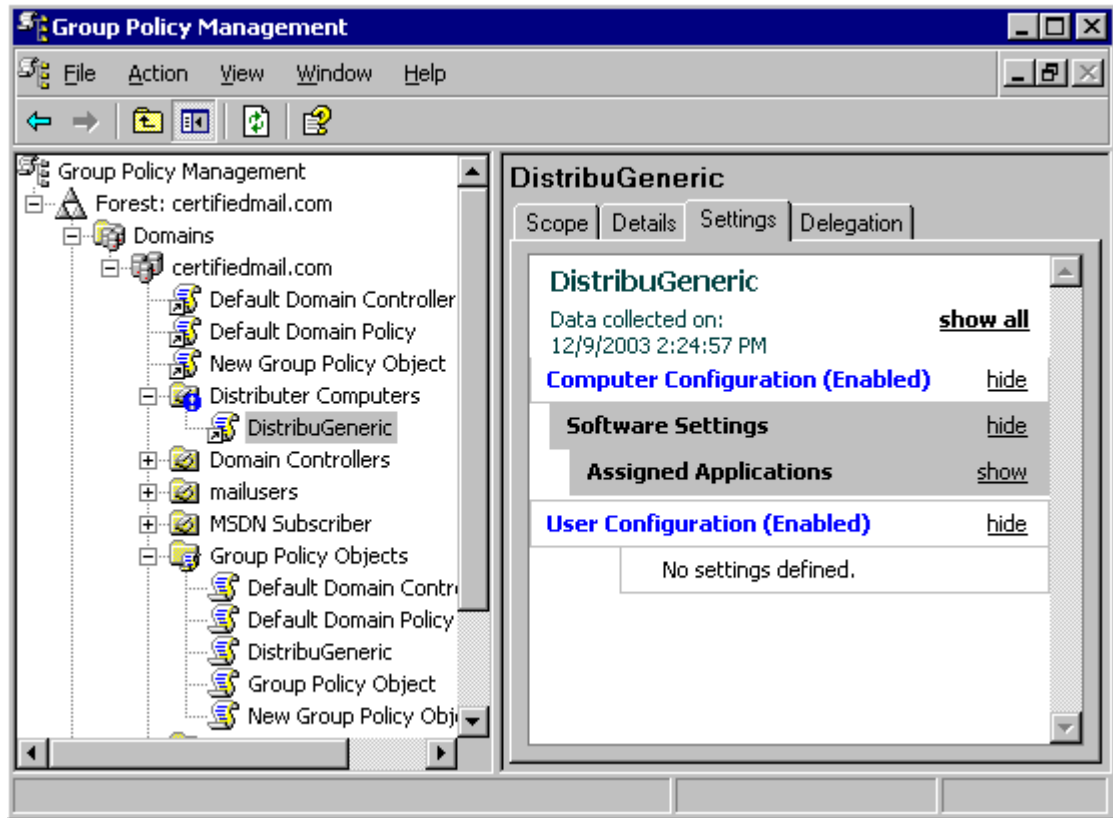 Group Policy Management
File Action View Window Help
Group Policy Management
Forest: certifiedmail.com
Domains
certifiedmail.com
Default Domain Controller
Default Domain Policy
New Group Policy Object
Distributer Computers
DistribuGeneric
Domain Controllers
mailusers
MSDN Subscriber
Group Policy Objects
Default Domain Contr
Default Domain Policy
DistribuGeneric
Group Policy Object
New Group Policy Obj
DistribuGeneric
Scope Details Settings Delegation
DistribuGeneric
Data collected on:
12/9/2003 2:24:57 PM
show all
Computer Configuration (Enabled) hide
Software Settings hide
Assigned Applications show
User Configuration (Enabled) hide
No settings defined.